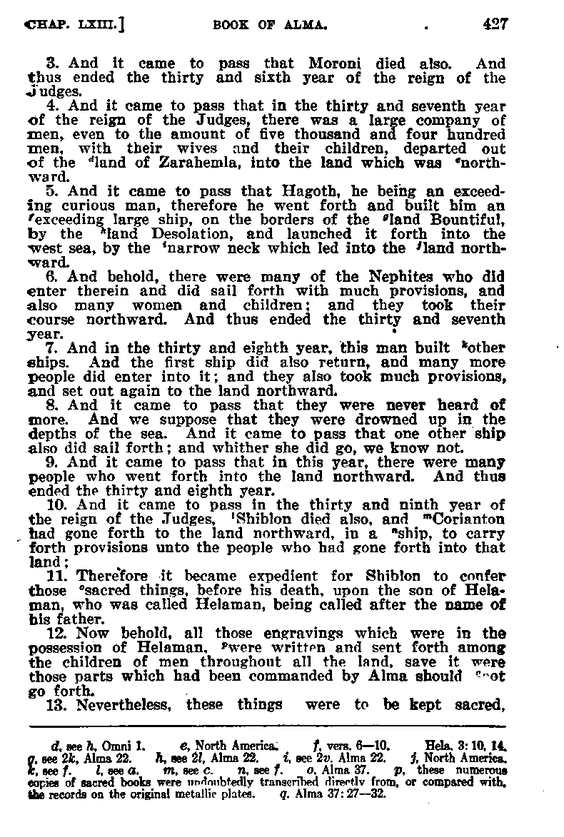 CHAP. LXIII.] BOOK OF ALMA. 427
3. And it came to pass that Moroni died also. And
thus ended the thirty and sixth year of the reign of the
Judges.
4. And it came to pass that in the thirty and seventh year
of the reign of the Judges, there was a large company of
men, even to the amount of five thousand and four hundred
men, with their wives and their children, departed out
of the dland of Zarahemla, into the land which was enorth-
ward.
5. And it came to pass that Hagoth, he being an exceed-
ing curious man, therefore he went forth and built him an
fexceeding large ship, on the borders of the gland Bountiful,
by the hland Desolation, and launched it forth into the
west sea, by the inarrow neck which led into the jland north-
ward.
6. And behold, there were many of the Nephites who did
enter therein and did sail forth with much provisions, and
also many women and children; and they took their
course northward. And thus ended the thirty and seventh
year.
7. And in the thirty and eighth year, this man built kother
ships. And the first ship did also return, and many more
people did enter into it; and they also took much provisions,
and set out again to the land northward.
8. And it came to pass that they were never heard of
more. And we suppose that they were drowned up in the
depths of the sea. And it came to pass that one other ship
also did sail forth; and whither she did go, we know not.
9. And it came to pass that in this year, there were many
people who went forth into the land northward. And thus
ended the thirty and eighth year.
10. And it came to pass in the thirty and ninth year of
the reign of the Judges, lShiblon died also, and mCorianton
had gone forth to the land northward, in a nship, to carry
forth provisions unto the people who had gone forth into that
land;
11. Therefore it became expedient for Shiblon to confer
those osacred things, before his death, upon the son of Hela-
man, who was called Helaman, being called after the name of
his father.
12. Now behold, all those engravings which were in the
possession of Helaman, pwere written and sent forth among
the children of men throughout all the land, save it were
those parts which had been commanded by Alma should qnot
go forth.
13. Nevertheless, these things were to be kept sacred,
d, see h, Omni 1. e, North America. f, vers. 6—10. Hela. 3: 10, 14.
g, see 2k, Alma 22. h, see 2l, Alma 22. i, see 2v. Alma 22. j, North America.
k, see f. l, see a. m, see c. n, see f. o, Alma 37. p, these numerous
copies of sacred books were undoubtedly transcribed directly from, or compared with,
the records on the original metallic plates. q. Alma 37: 27—32.